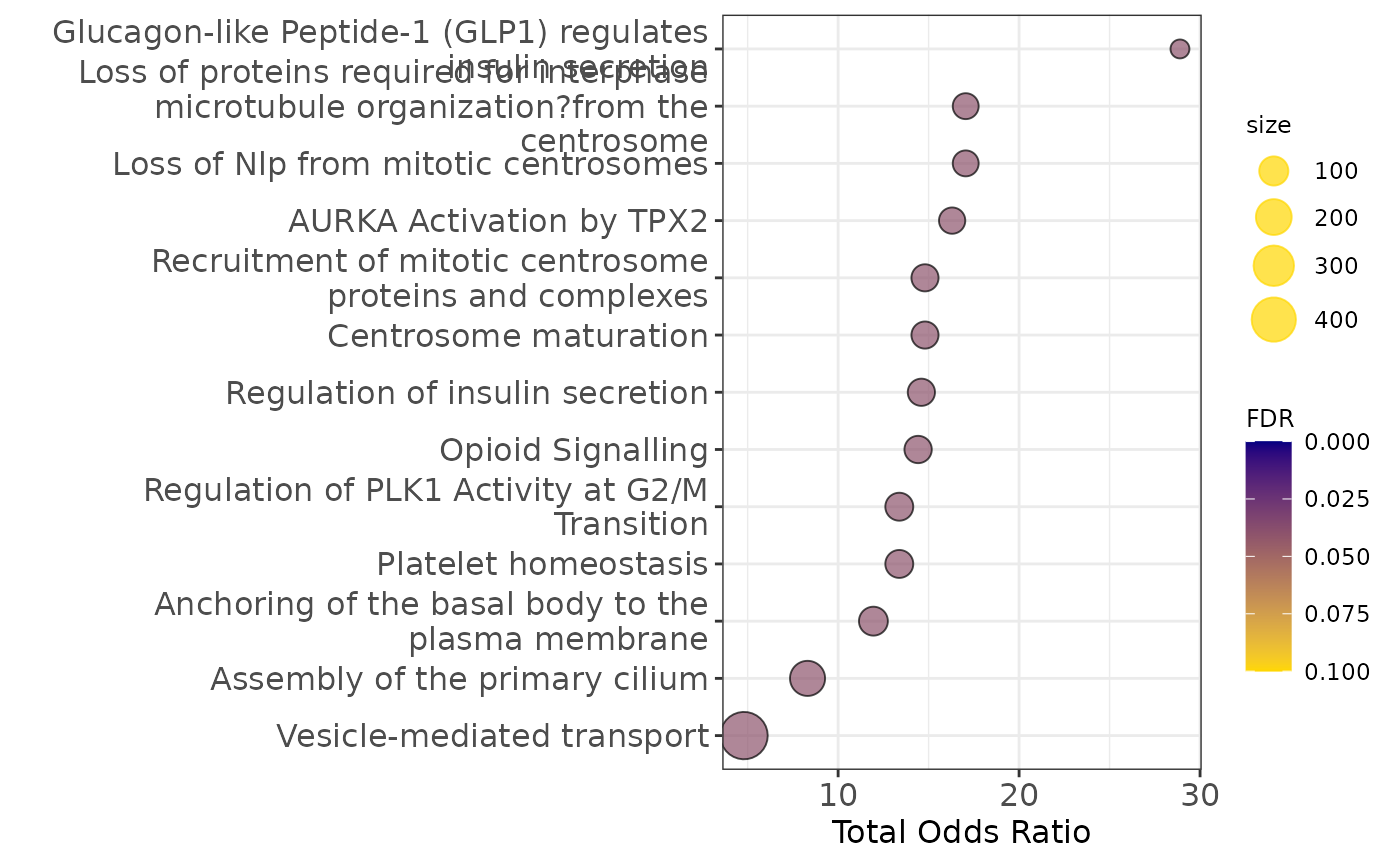 Glucagon-like Peptide-1 (GLP1) regulates
insulin secretion
Loss of proteins required for interphase
microtubule organization?from the
centrosome
Loss of Nlp from mitotic centrosomes
AURKA Activation by TPX2
Recruitment of mitotic centrosome
proteins and complexes
Centrosome maturation
Regulation of insulin secretion
Opioid Signalling
Regulation of PLK1 Activity at G2/M
Transition
Platelet homeostasis
Anchoring of the basal body to the
plasma membrane
Assembly of the primary cilium
Vesicle-mediated transport
10 20 30
Total Odds Ratio
size
100
200
300
400
FDR
0.000
0.025
0.050
0.075
0.100